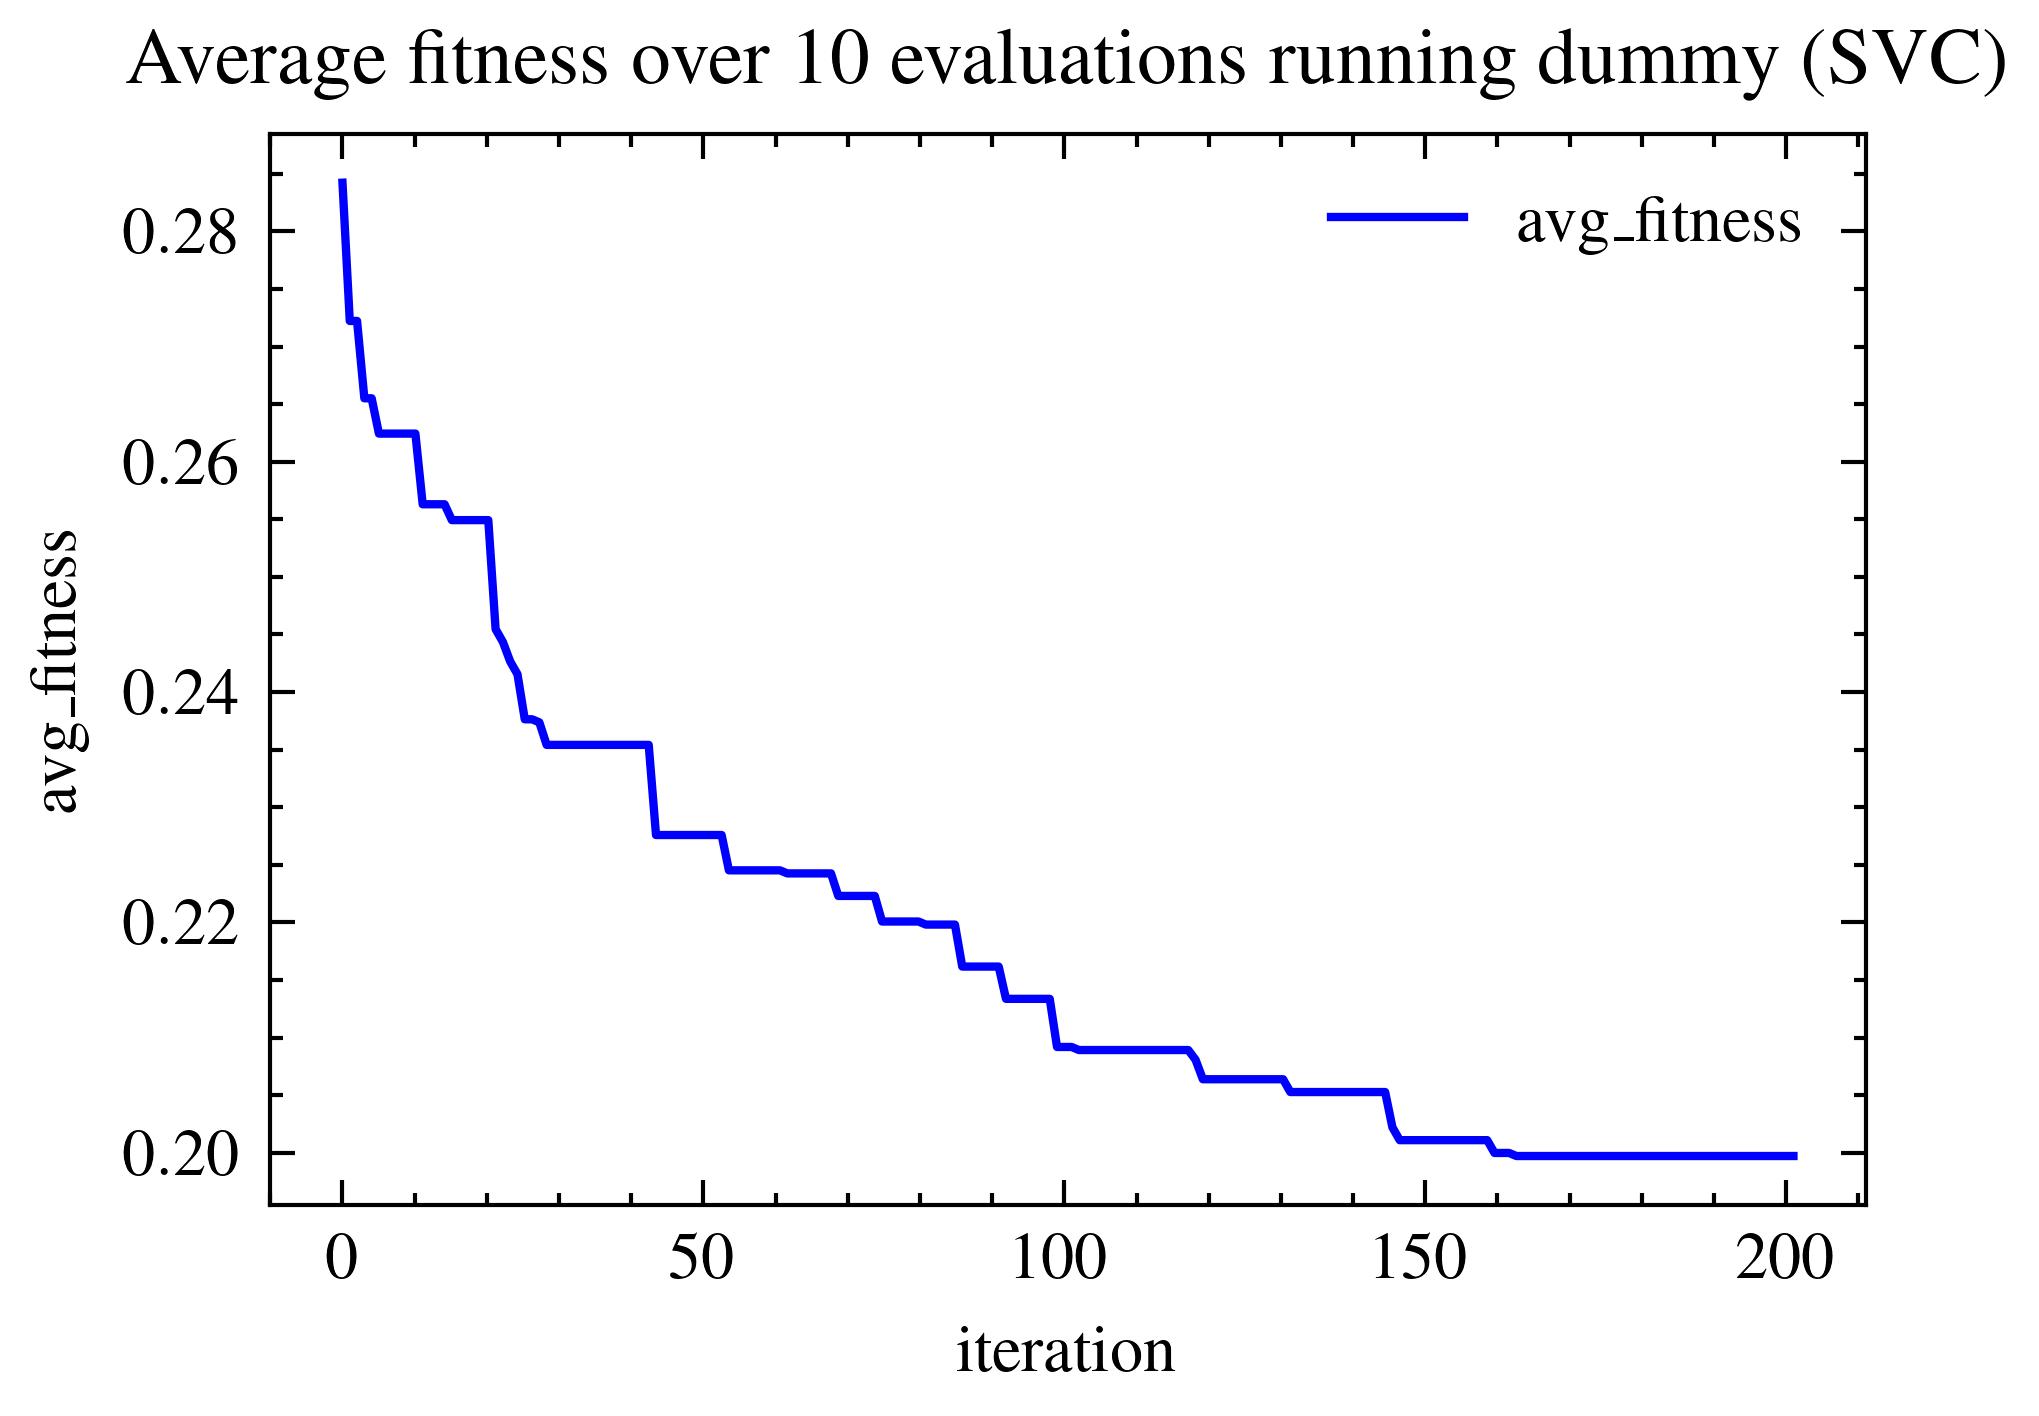 Average fitness over 10 evaluations running dummy (SVC)
avg_fitness
0.28
0.26
0.24
0.22
0.20
avg_fitness
0 50 100 150 200
iteration